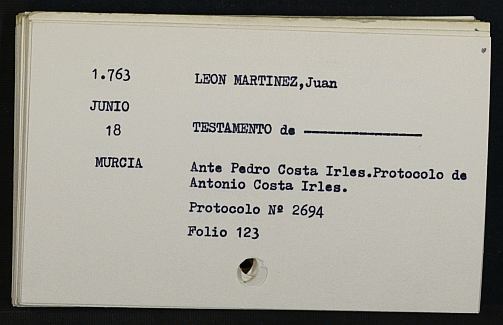 1.763 LEON MARTINEZ,Juan
JUNIO
18 TESTAMENTO de ------------------
MURCIA Ante Pedro Costa Irles.Protocolo de
Antonio Costa Irles.
Protocolo Nº 2694
Folio 123